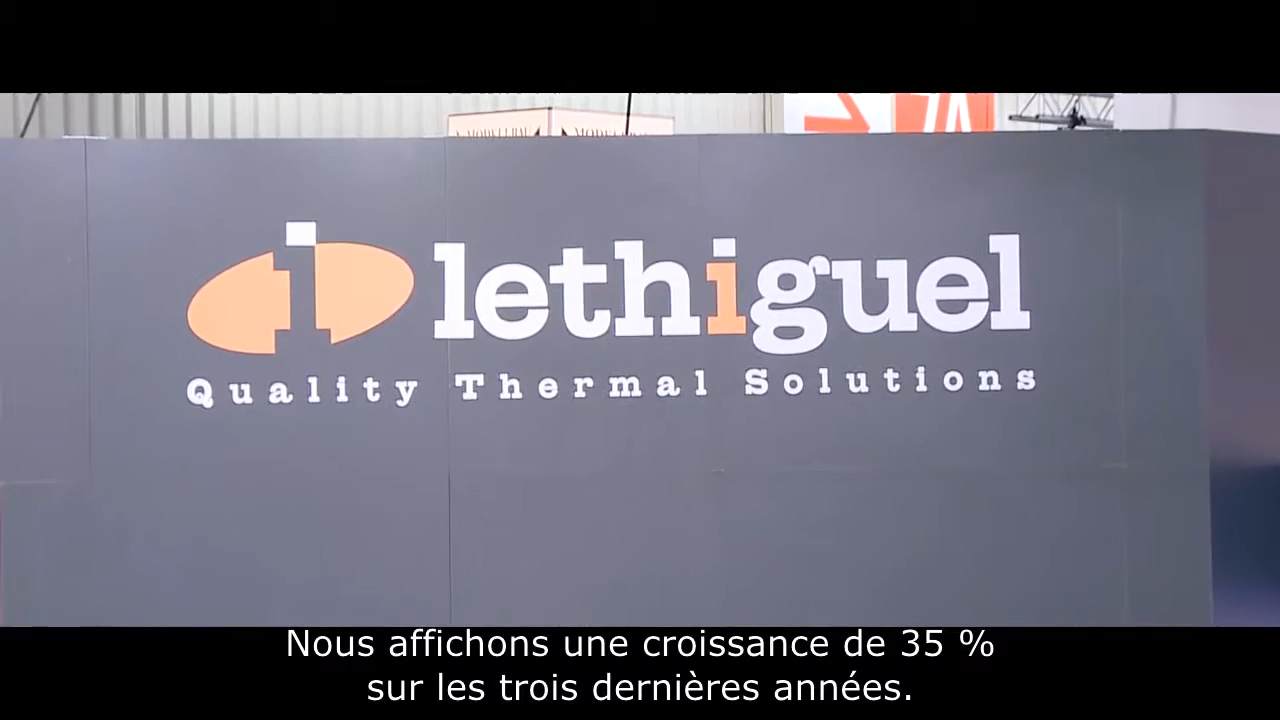 lethiguel
Quality Thermal Solutions
Nous affichons une croissance de 35 %
sur les trois dernières années.